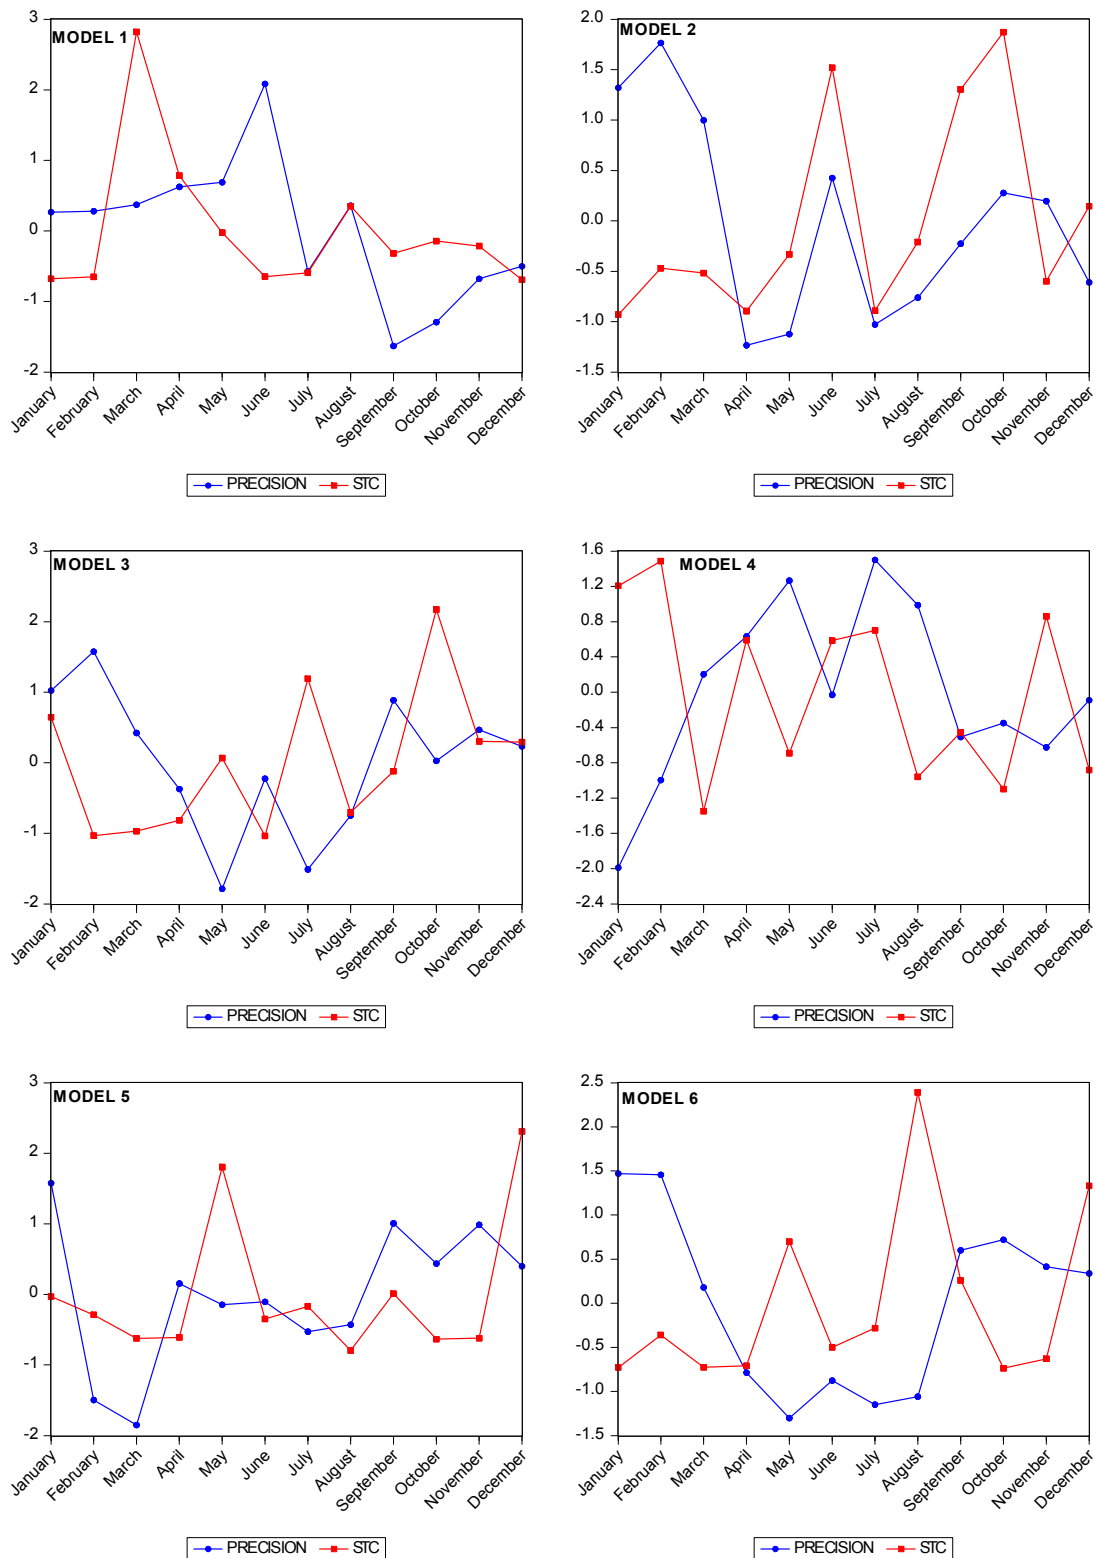 MODEL 1
3
2
1
0
-1
-2
January
February
March
April
May
June
July
August
September
October
November
December
PRECISION STC
MODEL 2
2.0
1.5
1.0
0.5
0.0
-0.5
-1.0
-1.5
January
February
March
April
May
June
July
August
September
October
November
December
PRECISION STC
MODEL 3
3
2
1
0
-1
-2
January
February
March
April
May
June
July
August
September
October
November
December
PRECISION STC
MODEL 4
1.6
1.2
0.8
0.4
0.0
-0.4
-0.8
-1.2
-1.6
-2.0
-2.4
January
February
March
April
May
June
July
August
September
October
November
December
PRECISION STC
MODEL 5
3
2
1
0
-1
-2
January
February
March
April
May
June
July
August
September
October
November
December
PRECISION STC
MODEL 6
2.5
2.0
1.5
1.0
0.5
0.0
-0.5
-1.0
-1.5
January
February
March
April
May
June
July
August
September
October
November
December
PRECISION STC